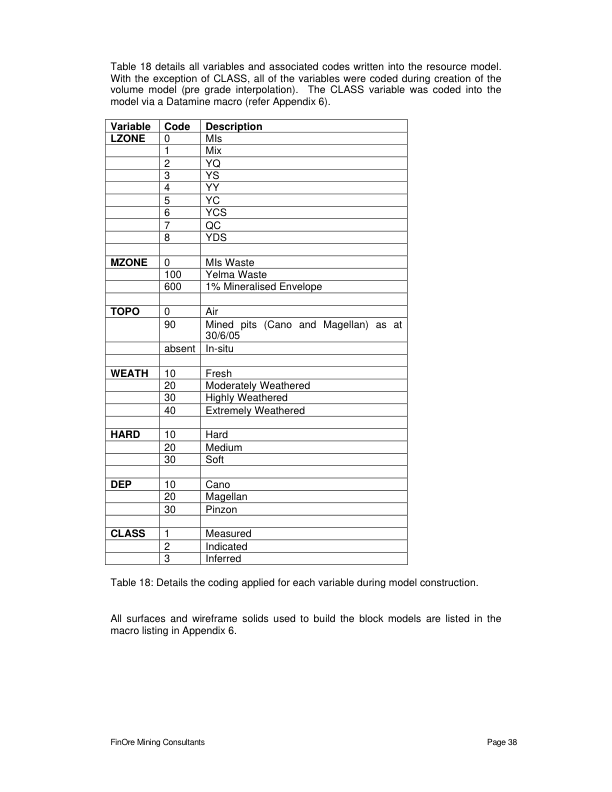 Table 18 details all variables and associated codes written into the resource model.
With the exception of CLASS, all of the variables were coded during creation of the
volume model (pre grade interpolation). The CLASS variable was coded into the
model via a Datamine macro (refer Appendix 6).
Variable Code Description
LZONE 0 Mls
1 Mix
2 YQ
3 YS
4 YY
5 YC
6 YCS
7 QC
8 YDS
MZONE 0 Mls Waste
100 Yelma Waste
600 1% Mineralised Envelope
TOPO 0 Air
90 Mined pits (Cano and Magellan) as at
30/6/05
absent In-situ
WEATH 10 Fresh
20 Moderately Weathered
30 Highly Weathered
40 Extremely Weathered
HARD 10 Hard
20 Medium
30 Soft
DEP 10 Cano
20 Magellan
30 Pinzon
CLASS 1 Measured
2 Indicated
3 Inferred
Table 18: Details the coding applied for each variable during model construction.
All surfaces and wireframe solids used to build the block models are listed in the
macro listing in Appendix 6.
FinOre Mining Consultants Page 38